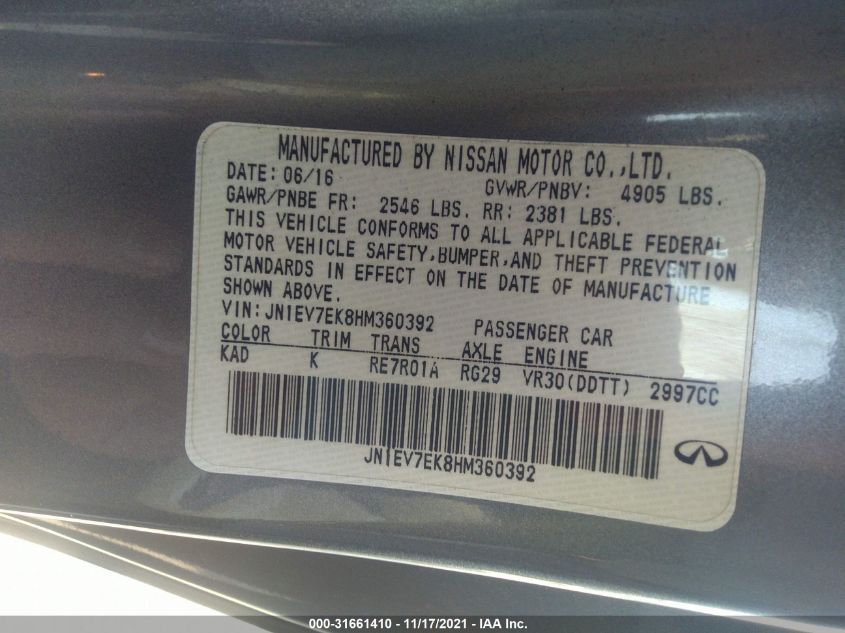 MANUFACTURED BY NISSAN MOTOR CO.,LTD.
DATE: 06/16 GVWR/PNBV: 4905 LBS.
GAWR/PNBE FR: 2546 LBS. RR: 2381 LBS.
THIS VEHICLE CONFORMS TO ALL APPLICABLE FEDERAL
MOTOR VEHICLE SAFETY,BUMPER,AND THEFT PREVENTION
STANDARDS IN EFFECT ON THE DATE OF MANUFACTURE
SHOWN ABOVE.
VIN:JN1EV7EK8HM360392 PASSENGER CAR
COLOR TRIM TRANS AXLE ENGINE
KAD K RE7R01A RG29 VR30(DDTT) 2997CC
JN1EV7EK8HM360392
000-31661410 - 11/17/2021 - IAA Inc.